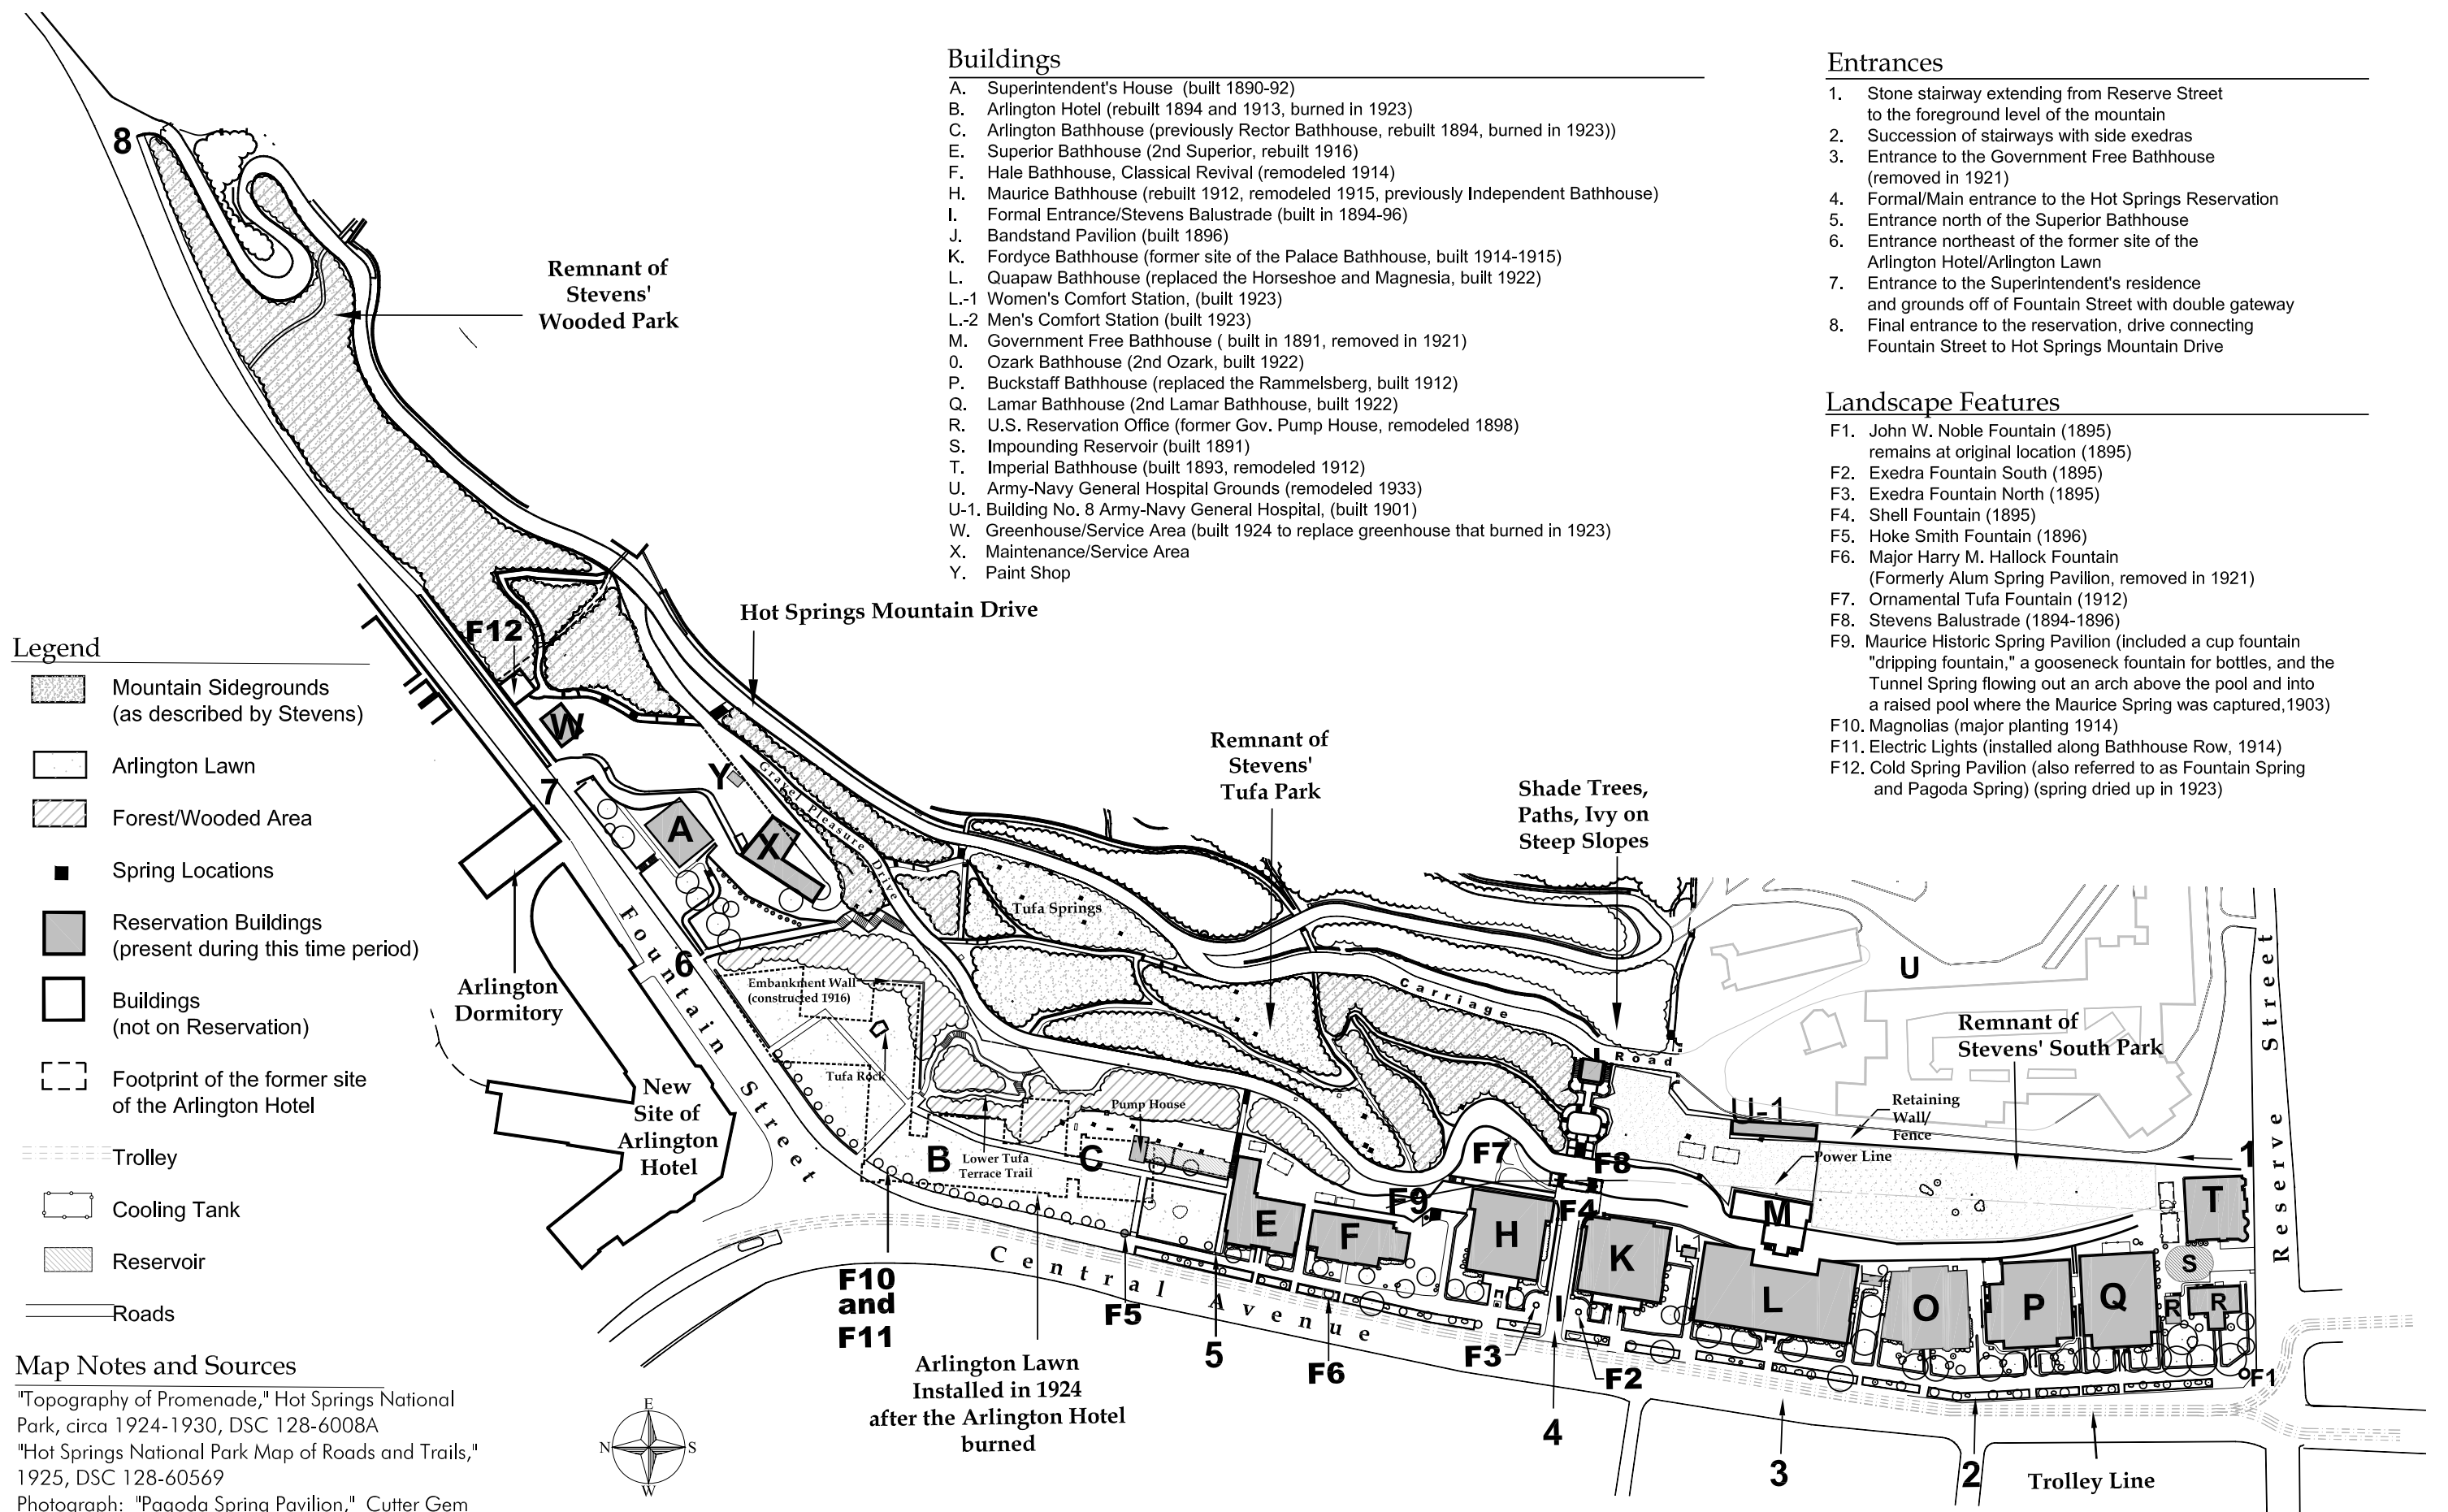 Buildings
A. Superintendent's House (built 1890-92)
B. Arlington Hotel (rebuilt 1894 and 1913, burned in 1923)
C. Arlington Bathhouse (previously Rector Bathhouse, rebuilt 1894, burned in 1923))
E. Superior Bathhouse (2nd Superior, rebuilt 1916)
F. Hale Bathhouse, Classical Revival (remodeled 1914)
H. Maurice Bathhouse (rebuilt 1912, remodeled 1915, previously Independent Bathhouse)
I. Formal Entrance/Stevens Balustrade (built in 1894-96)
J. Bandstand Pavilion (built 1896)
K. Fordyce Bathhouse (former site of the Palace Bathhouse, built 1914-1915)
L. Quapaw Bathhouse (replaced the Horseshoe and Magnesia, built 1922)
L.-1 Women's Comfort Station, (built 1923)
L.-2 Men's Comfort Station (built 1923)
M. Government Free Bathhouse ( built in 1891, removed in 1921)
0. Ozark Bathhouse (2nd Ozark, built 1922)
P. Buckstaff Bathhouse (replaced the Rammelsberg, built 1912)
Q. Lamar Bathhouse (2nd Lamar Bathhouse, built 1922)
R. U.S. Reservation Office (former Gov. Pump House, remodeled 1898)
S. Impounding Reservoir (built 1891)
T. Imperial Bathhouse (built 1893, remodeled 1912)
U. Army-Navy General Hospital Grounds (remodeled 1933)
U-1. Building No. 8 Army-Navy General Hospital, (built 1901)
W. Greenhouse/Service Area (built 1924 to replace greenhouse that burned in 1923)
X. Maintenance/Service Area
Y. Paint Shop
Entrances
1. Stone stairway extending from Reserve Street
to the foreground level of the mountain
2. Succession of stairways with side exedras
3. Entrance to the Government Free Bathhouse
(removed in 1921)
4. Formal/Main entrance to the Hot Springs Reservation
5. Entrance north of the Superior Bathhouse
6. Entrance northeast of the former site of the
Arlington Hotel/Arlington Lawn
7. Entrance to the Superintendent's residence
and grounds off of Fountain Street with double gateway
8. Final entrance to the reservation, drive connecting
Fountain Street to Hot Springs Mountain Drive
Landscape Features
F1. John W. Noble Fountain (1895)
remains at original location (1895)
F2. Exedra Fountain South (1895)
F3. Exedra Fountain North (1895)
F4. Shell Fountain (1895)
F5. Hoke Smith Fountain (1896)
F6. Major Harry M. Hallock Fountain
(Formerly Alum Spring Pavilion, removed in 1921)
F7. Ornamental Tufa Fountain (1912)
F8. Stevens Balustrade (1894-1896)
F9. Maurice Historic Spring Pavilion (included a cup fountain
"dripping fountain," a gooseneck fountain for bottles, and the
Tunnel Spring flowing out an arch above the pool and into
a raised pool where the Maurice Spring was captured,1903)
F10. Magnolias (major planting 1914)
F11. Electric Lights (installed along Bathhouse Row, 1914)
F12. Cold Spring Pavilion (also referred to as Fountain Spring
and Pagoda Spring) (spring dried up in 1923)
8
Remnant of
Stevens'
Wooded Park
Hot Springs Mountain Drive
F12
Legend
Mountain Sidegrounds
(as described by Stevens)
Arlington Lawn
Forest/Wooded Area
Spring Locations
Reservation Buildings
(present during this time period)
Buildings
(not on Reservation)
Footprint of the former site
of the Arlington Hotel
Trolley
Cooling Tank
Reservoir
Roads
Map Notes and Sources
"Topography of Promenade," Hot Springs National
Park, circa 1924-1930, DSC 128-6008A
"Hot Springs National Park Map of Roads and Trails,"
1925, DSC 128-60569
Photograph: "Pagoda Spring Pavilion," Cutter Gem
W
7
Y
A
X
Gravel Pleasure Drive
Remnant of
Stevens'
Tufa Park
Shade Trees,
Paths, Ivy on
Steep Slopes
Tufa Springs
6
Arlington
Dormitory
Fountain Street
Embankment Wall
(constructed 1916)
Carriage Road
U
Reserve Street
Reserve Street
Remnant of
Stevens' South Park
Tufa Rock
New
Site of
Arlington
Hotel
J
Pump House
U-1
Retaining
Wall/
Fence
Power Line
1
B
Lower Tufa
Terrace Trail
C
F7
F8
F9
F4
E
F
H
K
M
T
L
O
P
Q
S
R
R
I
2
Central Avenue
F10
and
F11
F5
5
F6
F3
4
F2
F1
Arlington Lawn
Installed in 1924
after the Arlington Hotel
burned
3
2
Trolley Line
E
N
S
W